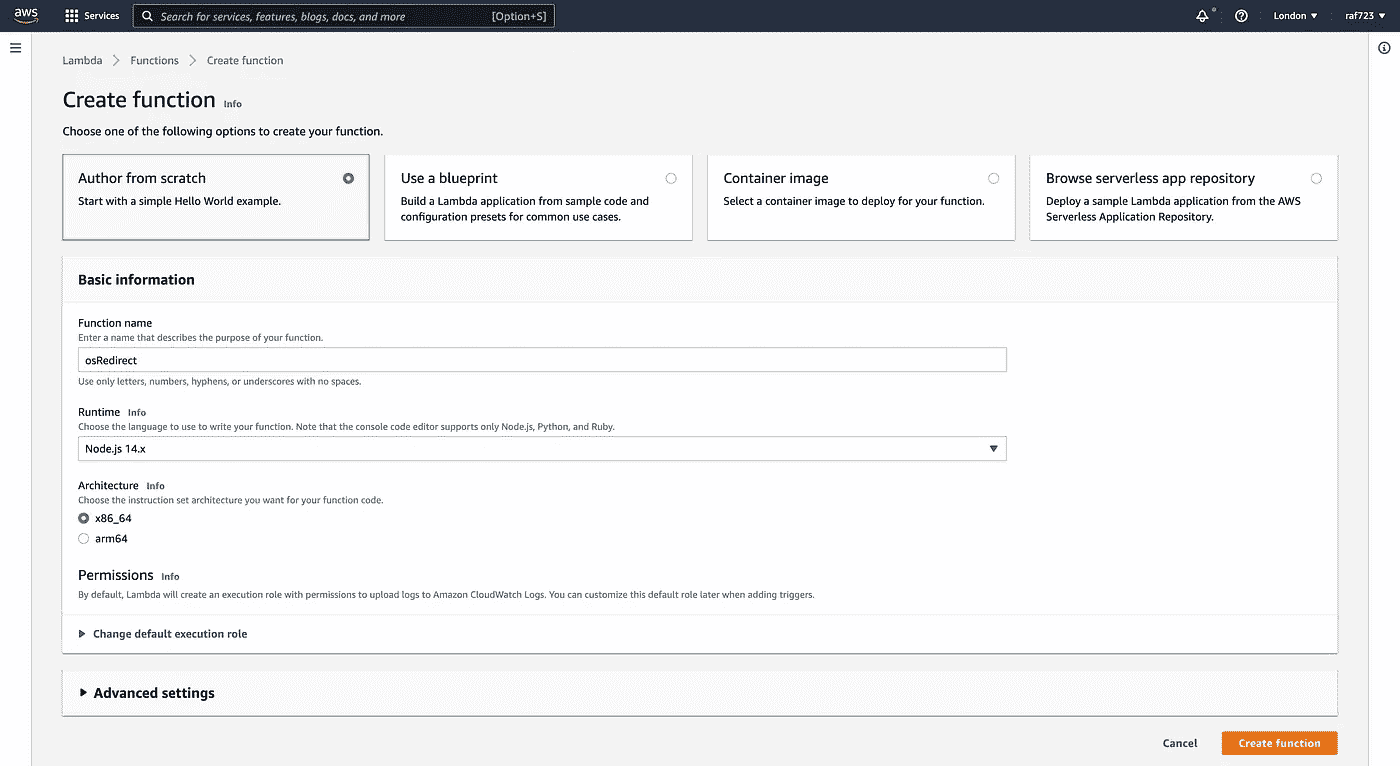 aws
Services
Search for services, features, blogs, docs, and more
[Option+S]
London
raf723
Lambda
Functions
Create function
Create function Info
Choose one of the following options to create your function.
Author from scratch
Start with a simple Hello World example.
Use a blueprint
Build a Lambda application from sample code and
configuration presets for common use cases.
Container image
Select a container image to deploy for your function.
Browse serverless app repository
Deploy a sample Lambda application from the AWS
Serverless Application Repository.
Basic information
Function name
Enter a name that describes the purpose of your function.
osRedirect
Use only letters, numbers, hyphens, or underscores with no spaces.
Runtime Info
Choose the language to use to write your function. Note that the console code editor supports only Node.js, Python, and Ruby.
Node.js 14.x
Architecture Info
Choose the instruction set architecture you want for your function code.
x86_64
arm64
Permissions Info
By default, Lambda will create an execution role with permissions to upload logs to Amazon CloudWatch Logs. You can customize this default role later when adding triggers.
Change default execution role
Advanced settings
Cancel
Create function